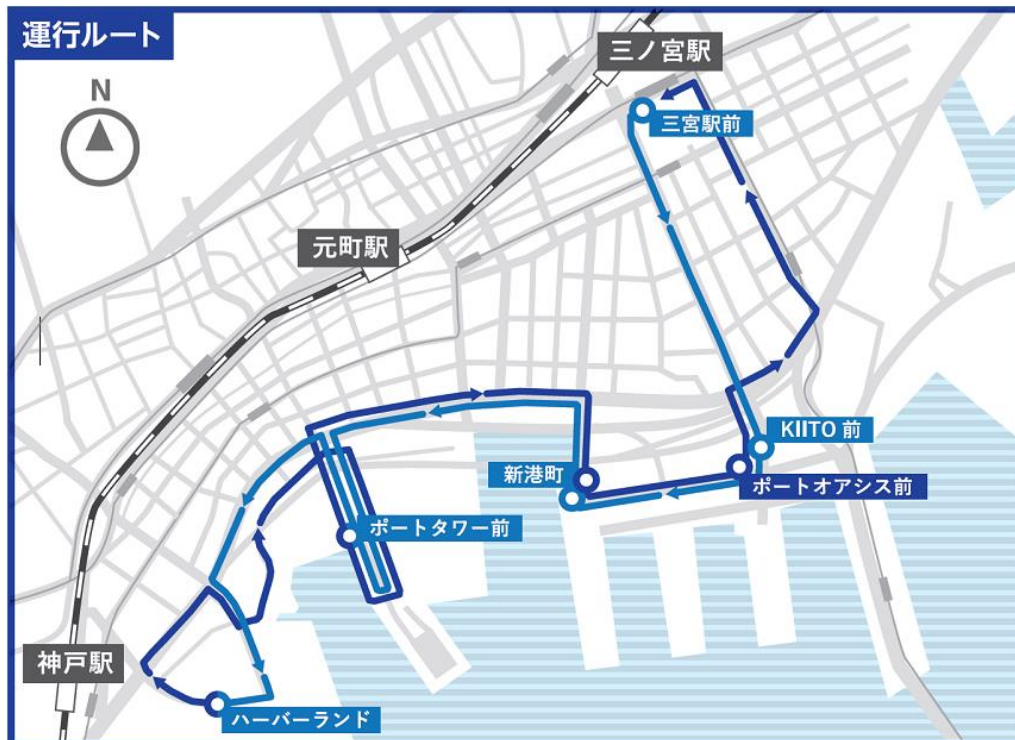 運行ルート
N
三ノ宮駅
三宮駅前
元町駅
KIITO 前
新港町
ポートオアシス前
ポートタワー前
神戸駅
ハーバーランド